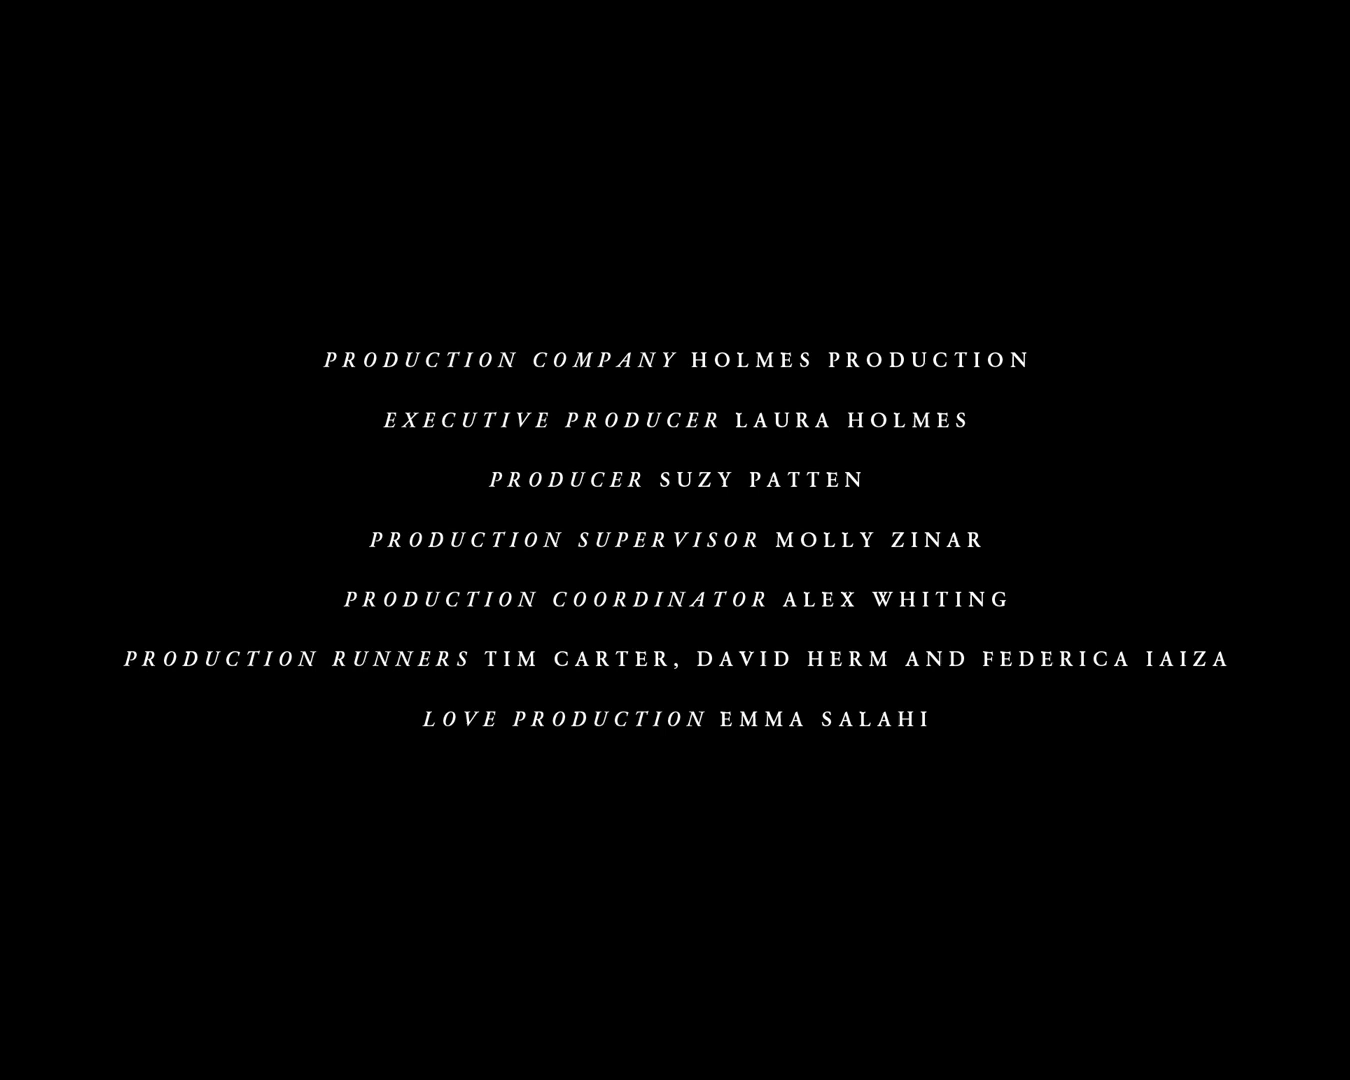 PRODUCTION COMPANY HOLMES PRODUCTION
EXECUTIVE PRODUCER LAURA HOLMES
PRODUCER SUZY PATTEN
PRODUCTION SUPERVISOR MOLLY ZINAR
PRODUCTION COORDINATOR ALEX WHITING
PRODUCTION RUNNERS TIM CARTER, DAVID HERM AND FEDERICA IAIZA
LOVE PRODUCTION EMMA SALAHI